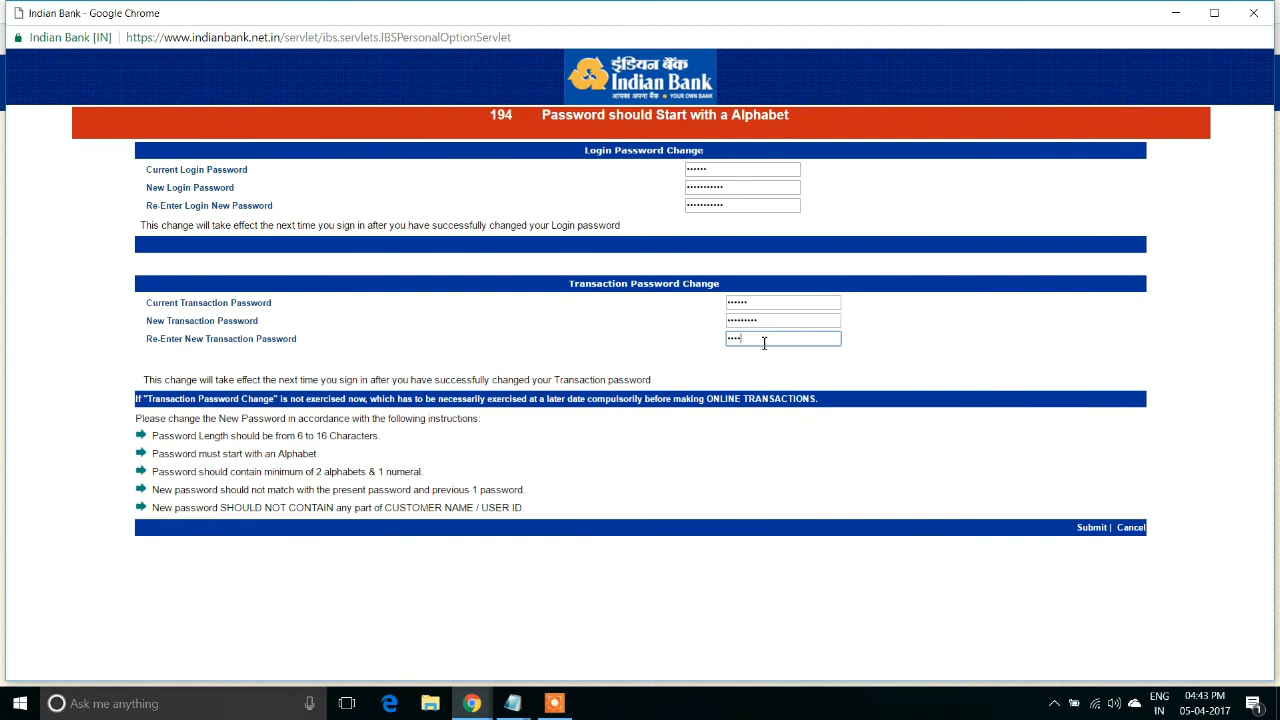 Indian Bank - Google Chrome
Indian Bank [IN] https://www.indianbank.net.in/servlet/ibs.servlets.IBSPersonalOptionServlet
इंडियन बैंक
Indian Bank
आपका अपना बैंक YOUR OWN BANK
194 Password should Start with a Alphabet
Login Password Change
Current Login Password ••••••
New Login Password •••••••••••
Re-Enter Login New Password •••••••••••
This change will take effect the next time you sign in after you have successfully changed your Login password
Transaction Password Change
Current Transaction Password ••••••
New Transaction Password •••••••••
Re-Enter New Transaction Password ••••
This change will take effect the next time you sign in after you have successfully changed your Transaction password
If "Transaction Password Change" is not exercised now, which has to be necessarily exercised at a later date compulsorily before making ONLINE TRANSACTIONS.
Please change the New Password in accordance with the following instructions:
Password Length should be from 6 to 16 Characters.
Password must start with an Alphabet.
Password should contain minimum of 2 alphabets & 1 numeral.
New password should not match with the present password and previous 1 password.
New password SHOULD NOT CONTAIN any part of CUSTOMER NAME / USER ID.
Submit | Cancel
Ask me anything
ENG 04:43 PM
IN 05-04-2017
1